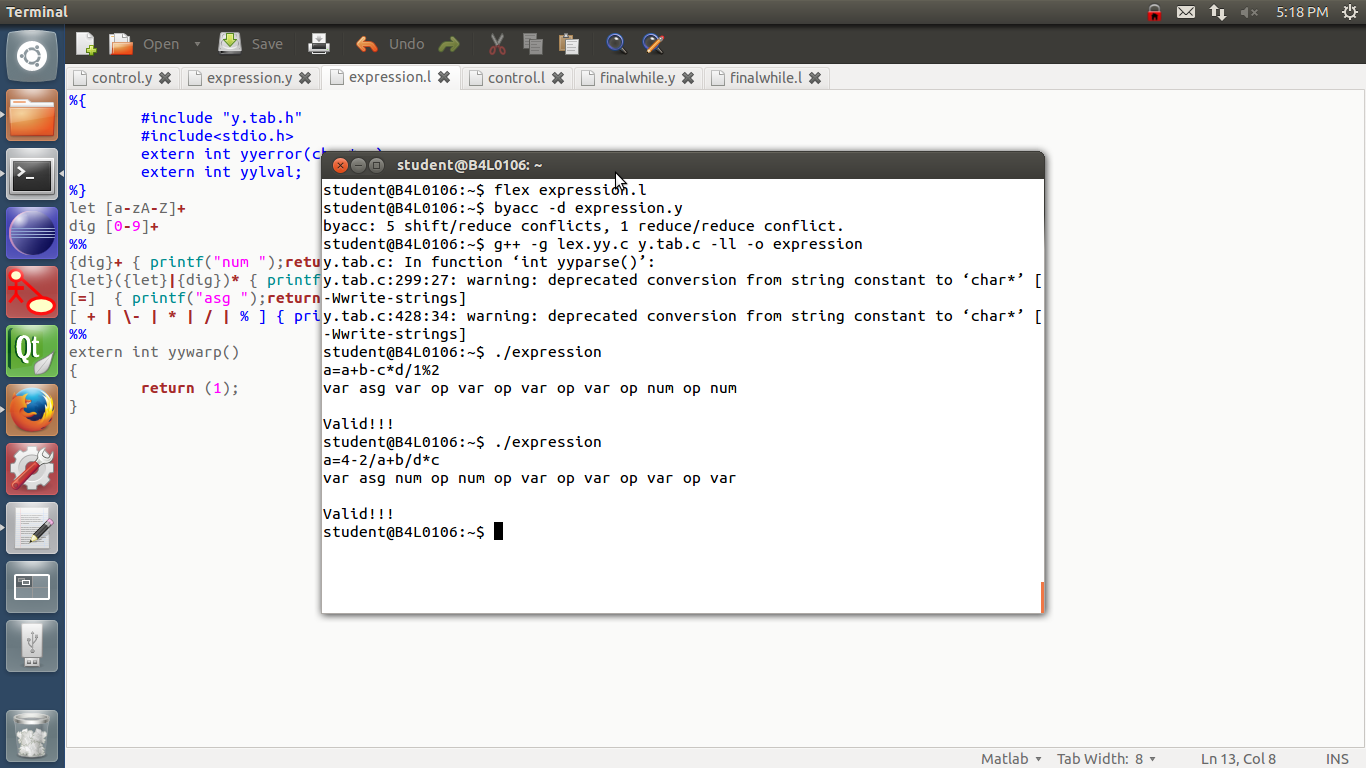 Terminal
5:18 PM
Open Save Undo
control.y expression.y expression.l control.l finalwhile.y finalwhile.l
%{
#include "y.tab.h"
#include<stdio.h>
extern int yyerror(
extern int yylval;
%}
let [a-zA-Z]+
dig [0-9]+
%%
{dig}+ { printf("num ");retu
{let}({let}|{dig})* { printf
[=]  { printf("asg ");return
[ + | \- | * | / | % ] { pri
%%
extern int yywarp()
{
return (1);
}
student@B4L0106: ~
student@B4L0106:~$ flex expression.l
student@B4L0106:~$ byacc -d expression.y
byacc: 5 shift/reduce conflicts, 1 reduce/reduce conflict.
student@B4L0106:~$ g++ -g lex.yy.c y.tab.c -ll -o expression
y.tab.c: In function ‘int yyparse()’:
y.tab.c:299:27: warning: deprecated conversion from string constant to ‘char*’ [
-Wwrite-strings]
y.tab.c:428:34: warning: deprecated conversion from string constant to ‘char*’ [
-Wwrite-strings]
student@B4L0106:~$ ./expression
a=a+b-c*d/1%2
var asg var op var op var op var op num op num
Valid!!!
student@B4L0106:~$ ./expression
a=4-2/a+b/d*c
var asg num op num op var op var op var op var
Valid!!!
student@B4L0106:~$
Qt
Matlab Tab Width: 8 Ln 13, Col 8 INS